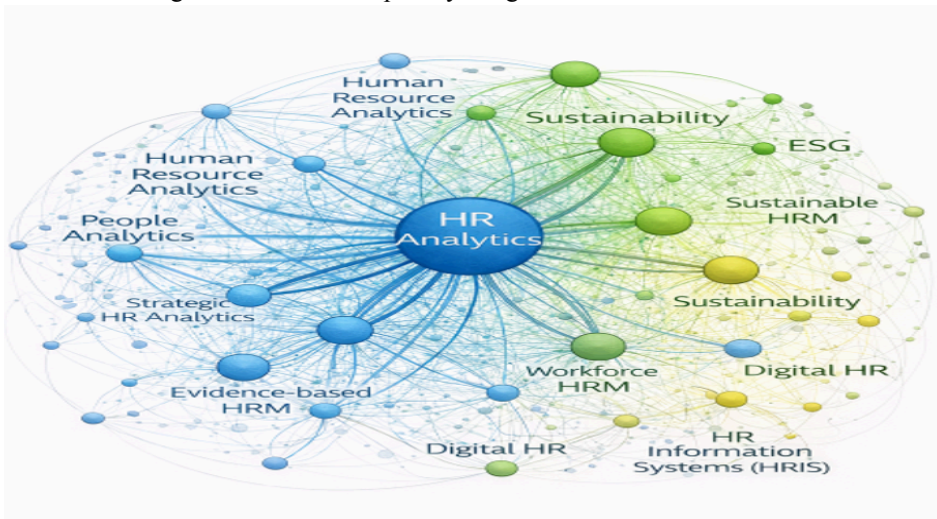 Human
Resource
Analytics
Sustainability
ESG
Human
Resource
Analytics
Sustainable
HRM
People
Analytics
HR
Analytics
Strategic
HR Analytics
Sustainability
Workforce
HRM
Digital HR
Evidence-based
HRM
Digital HR
HR
Information
Systems (HRIS)